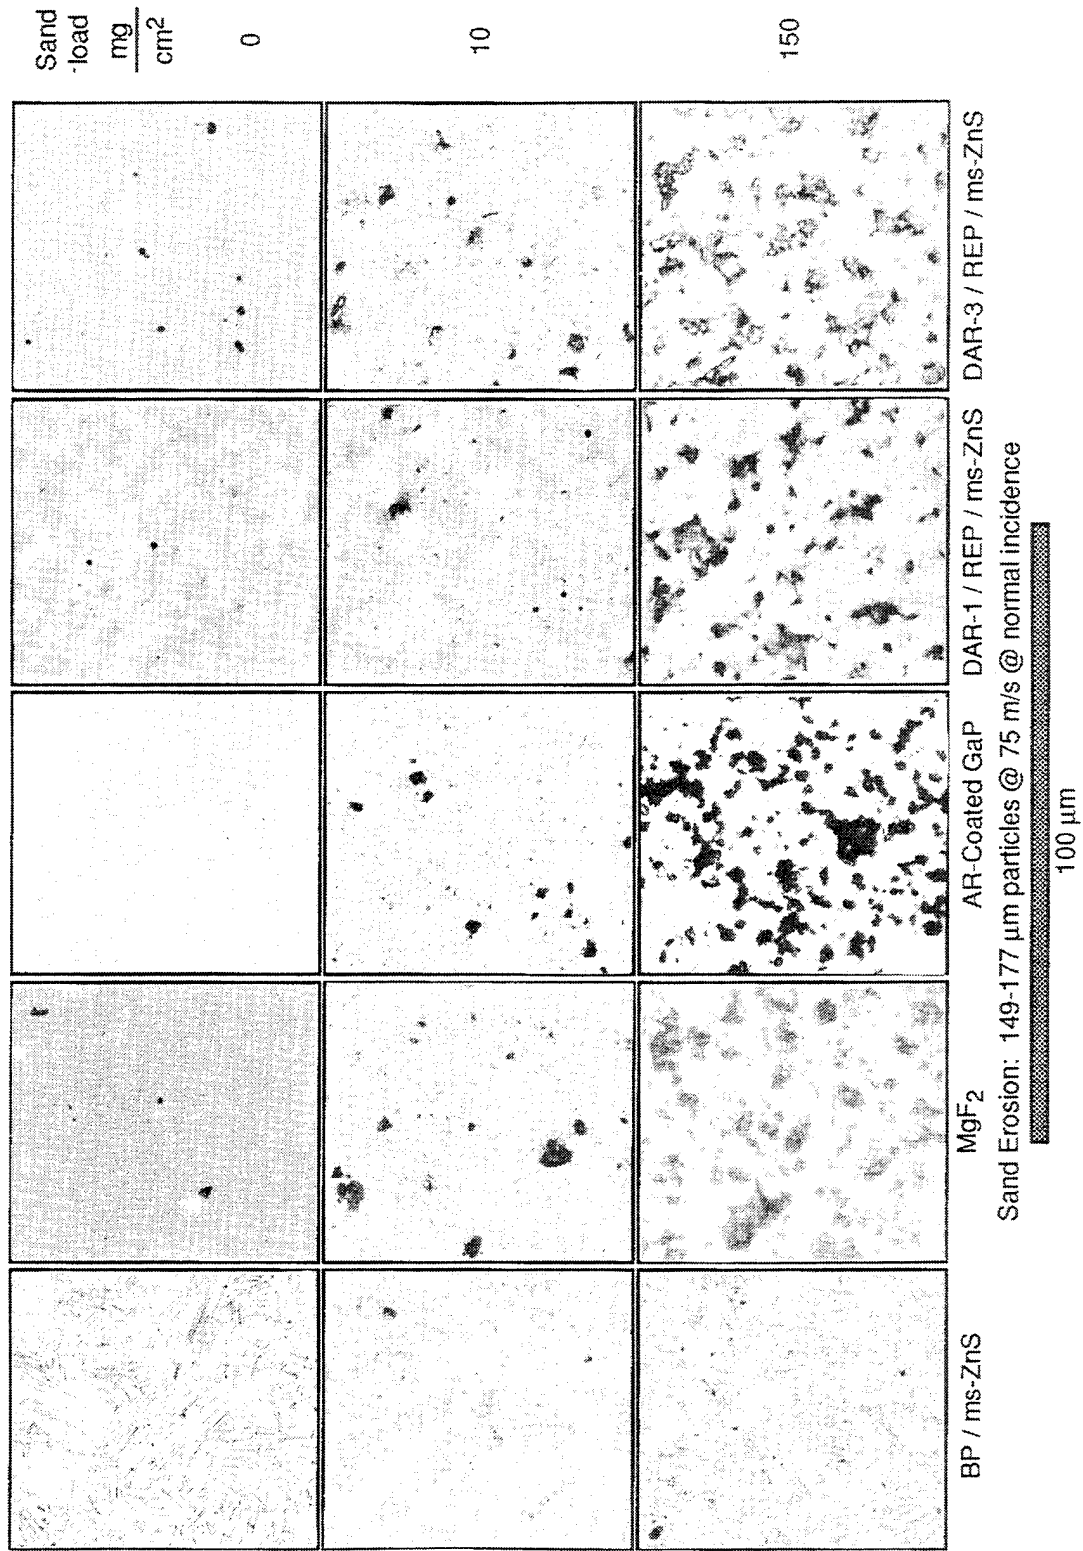 Sand
-load
mg
cm²
0
10
150
BP / ms-ZnS
MgF₂
AR-Coated GaP
DAR-1 / REP / ms-ZnS
DAR-3 / REP / ms-ZnS
Sand Erosion: 149-177 µm particles @ 75 m/s @ normal incidence
100 µm